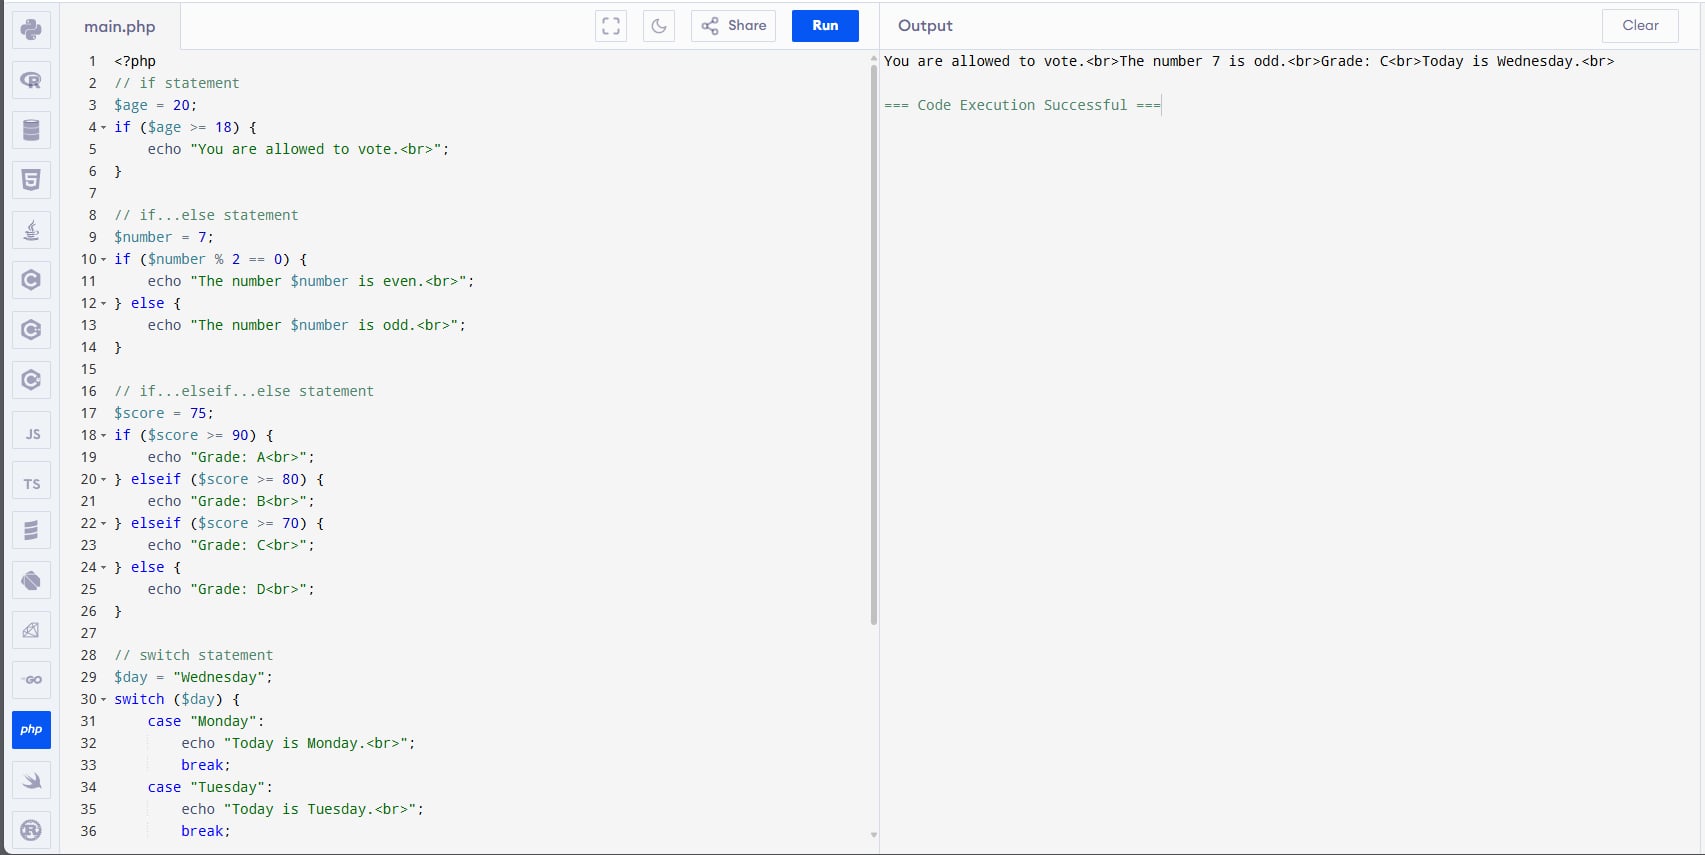 main.php
Share
Run
Output
Clear
1 <?php
2 // if statement
3 $age = 20;
4 if ($age >= 18) {
5     echo "You are allowed to vote.<br>";
6 }
7
8 // if...else statement
9 $number = 7;
10 if ($number % 2 == 0) {
11     echo "The number $number is even.<br>";
12 } else {
13     echo "The number $number is odd.<br>";
14 }
15
16 // if...elseif...else statement
17 $score = 75;
18 if ($score >= 90) {
19     echo "Grade: A<br>";
20 } elseif ($score >= 80) {
21     echo "Grade: B<br>";
22 } elseif ($score >= 70) {
23     echo "Grade: C<br>";
24 } else {
25     echo "Grade: D<br>";
26 }
27
28 // switch statement
29 $day = "Wednesday";
30 switch ($day) {
31     case "Monday":
32         echo "Today is Monday.<br>";
33         break;
34     case "Tuesday":
35         echo "Today is Tuesday.<br>";
36         break;
You are allowed to vote.<br>The number 7 is odd.<br>Grade: C<br>Today is Wednesday.<br>
=== Code Execution Successful ===
R
5
C
C
C
JS
TS
GO
php
R